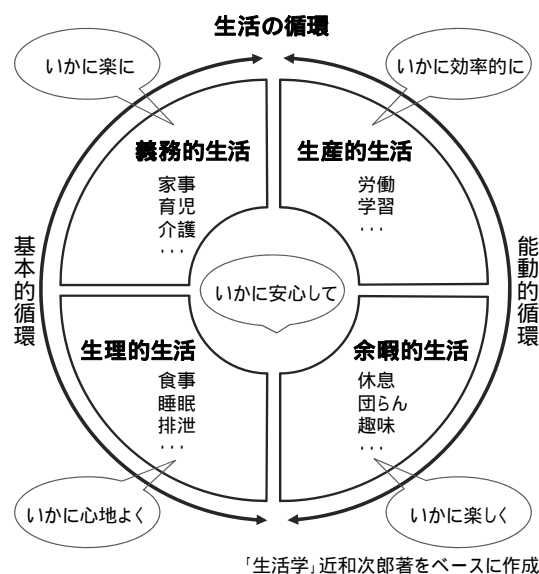 生活の循環
いかに楽に
いかに効率的に
義務的生活
家事
育児
介護
・・・
生産的生活
労働
学習
・・・
基本的循環
能動的循環
いかに安心して
生理的生活
食事
睡眠
排泄
・・・
余暇的生活
休息
団らん
趣味
・・・
いかに心地よく
いかに楽しく
「生活学」近和次郎著をベースに作成